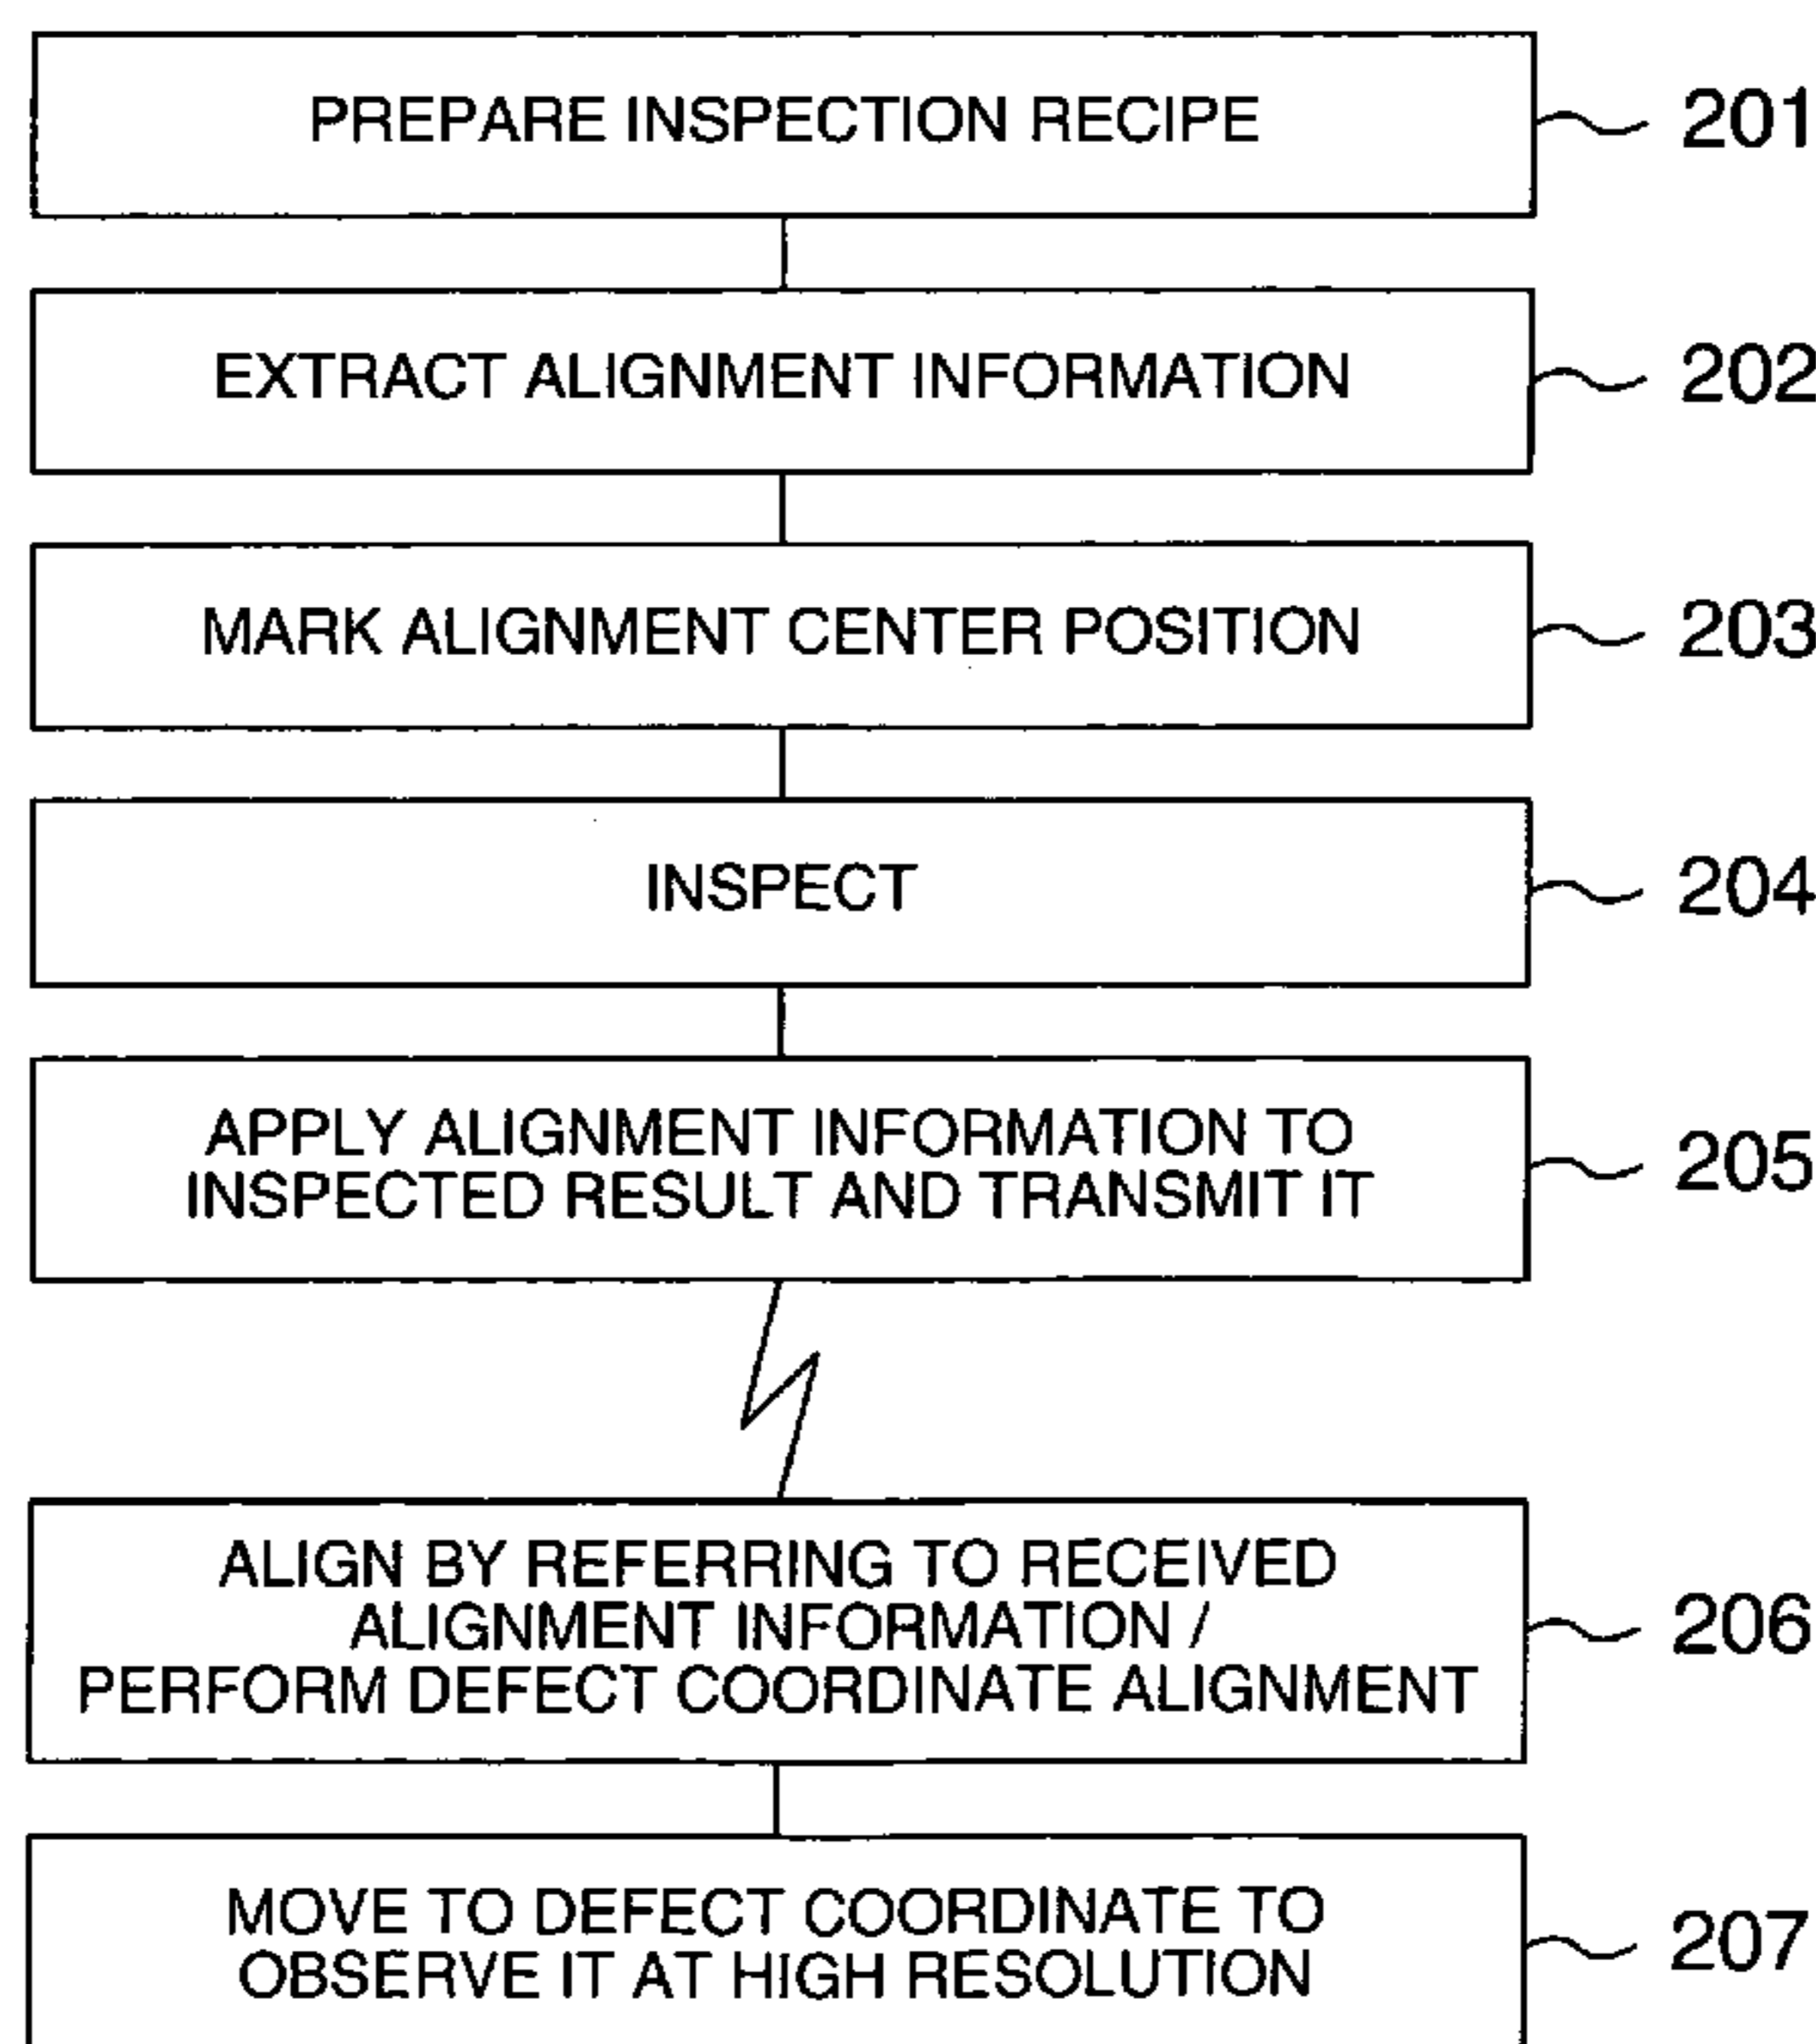 PREPARE INSPECTION RECIPE 201
EXTRACT ALIGNMENT INFORMATION 202
MARK ALIGNMENT CENTER POSITION 203
INSPECT 204
APPLY ALIGNMENT INFORMATION TO
INSPECTED RESULT AND TRANSMIT IT 205
ALIGN BY REFERRING TO RECEIVED
ALIGNMENT INFORMATION / 206
PERFORM DEFECT COORDINATE ALIGNMENT
MOVE TO DEFECT COORDINATE TO
OBSERVE IT AT HIGH RESOLUTION 207